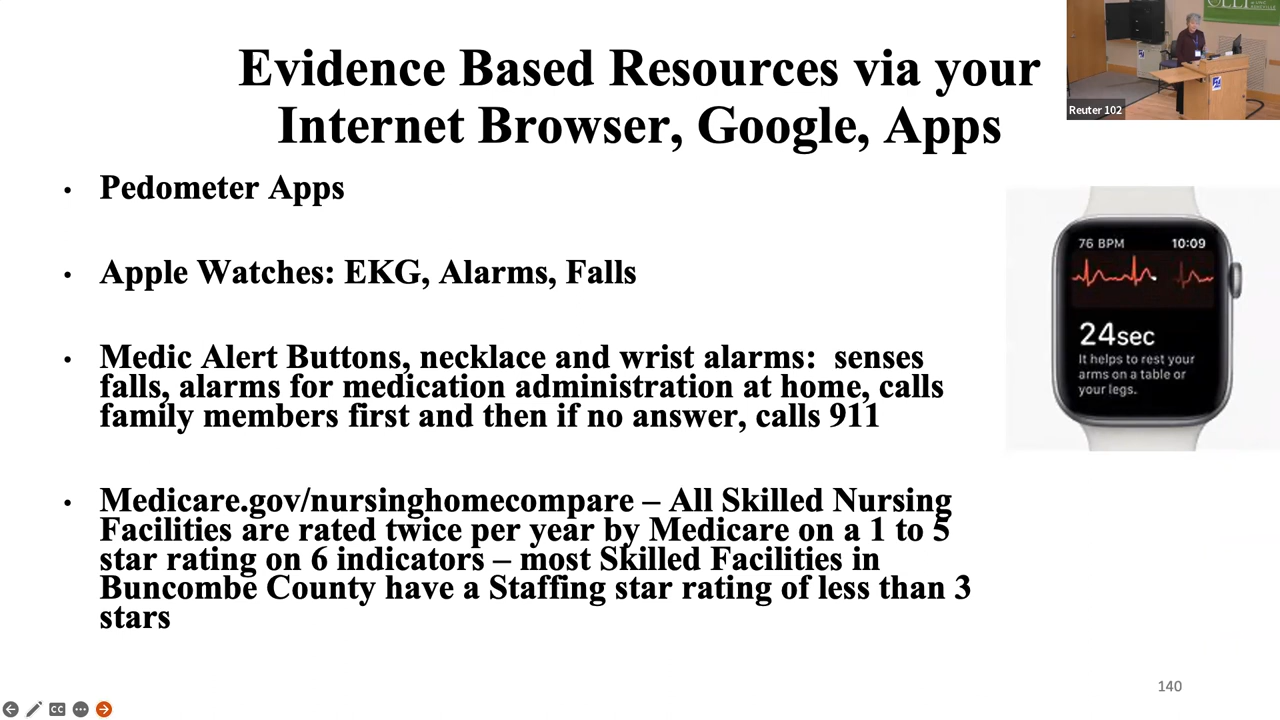 Evidence Based Resources via your
Internet Browser, Google, Apps
OLLI
Reuter 102
• Pedometer Apps
• Apple Watches: EKG, Alarms, Falls
• Medic Alert Buttons, necklace and wrist alarms: senses
falls, alarms for medication administration at home, calls
family members first and then if no answer, calls 911
• Medicare.gov/nursinghomecompare – All Skilled Nursing
Facilities are rated twice per year by Medicare on a 1 to 5
star rating on 6 indicators – most Skilled Facilities in
Buncombe County have a Staffing star rating of less than 3
stars
76 BPM 10:09
24sec
It helps to rest your
arms on a table or
your legs.
140
CC